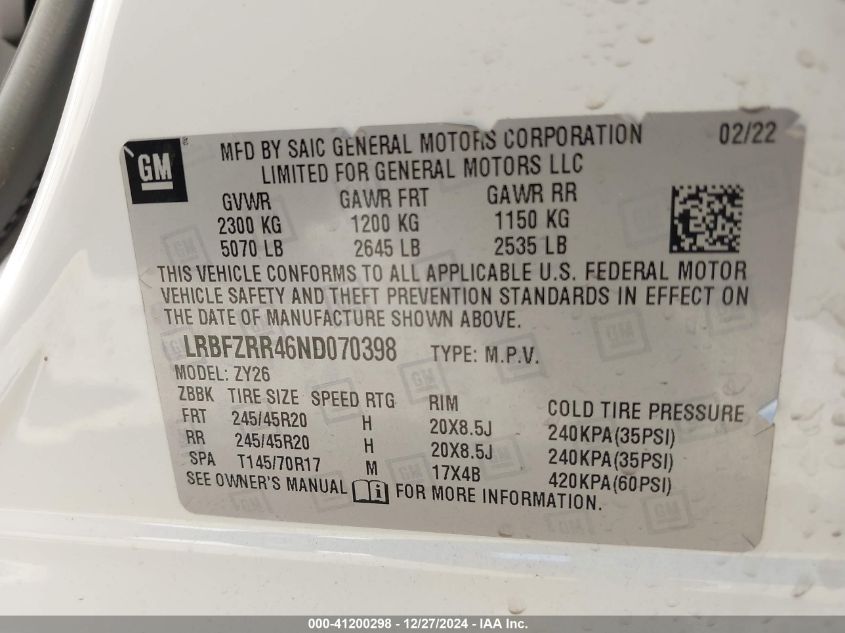 GM
MFD BY SAIC GENERAL MOTORS CORPORATION 02/22
LIMITED FOR GENERAL MOTORS LLC
GVWR GAWR FRT GAWR RR
2300 KG 1200 KG 1150 KG
5070 LB 2645 LB 2535 LB
THIS VEHICLE CONFORMS TO ALL APPLICABLE U.S. FEDERAL MOTOR
VEHICLE SAFETY AND THEFT PREVENTION STANDARDS IN EFFECT ON
THE DATE OF MANUFACTURE SHOWN ABOVE.
LRBFZRR46ND070398 TYPE: M.P.V.
MODEL: ZY26
ZBBK TIRE SIZE SPEED RTG RIM COLD TIRE PRESSURE
FRT 245/45R20 H 20X8.5J 240KPA(35PSI)
RR 245/45R20 H 20X8.5J 240KPA(35PSI)
SPA T145/70R17 M 17X4B 420KPA(60PSI)
SEE OWNER'S MANUAL FOR MORE INFORMATION.
000-41200298 - 12/27/2024 - IAA Inc.